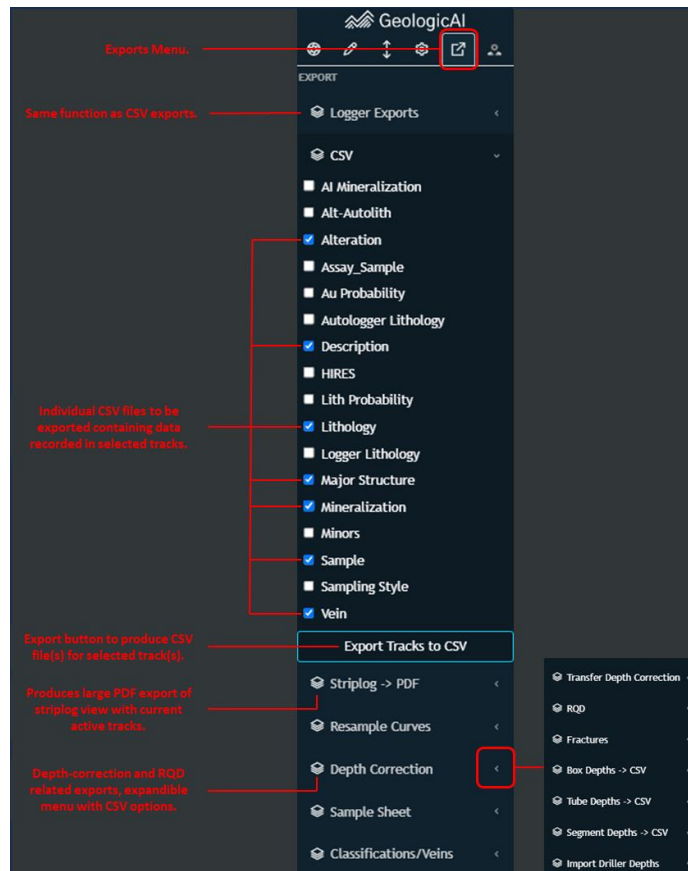 GeologicAI
Exports Menu.
EXPORT
Same function as CSV exports.
Logger Exports
CSV
AI Mineralization
Alt-Autolith
Alteration
Assay_Sample
Au Probability
Autologger Lithology
Description
HIRES
Lith Probability
Individual CSV files to be
exported containing data
recorded in selected tracks.
Lithology
Logger Lithology
Major Structure
Mineralization
Minors
Sample
Sampling Style
Vein
Export button to produce CSV
file(s) for selected track(s).
Export Tracks to CSV
Produces large PDF export of
striplog view with current
active tracks.
Striplog -> PDF
Resample Curves
Depth-correction and RQD
related exports, expandible
menu with CSV options.
Depth Correction
Sample Sheet
Classifications/Veins
Transfer Depth Correction
RQD
Fractures
Box Depths -> CSV
Tube Depths -> CSV
Segment Depths -> CSV
Import Driller Depths